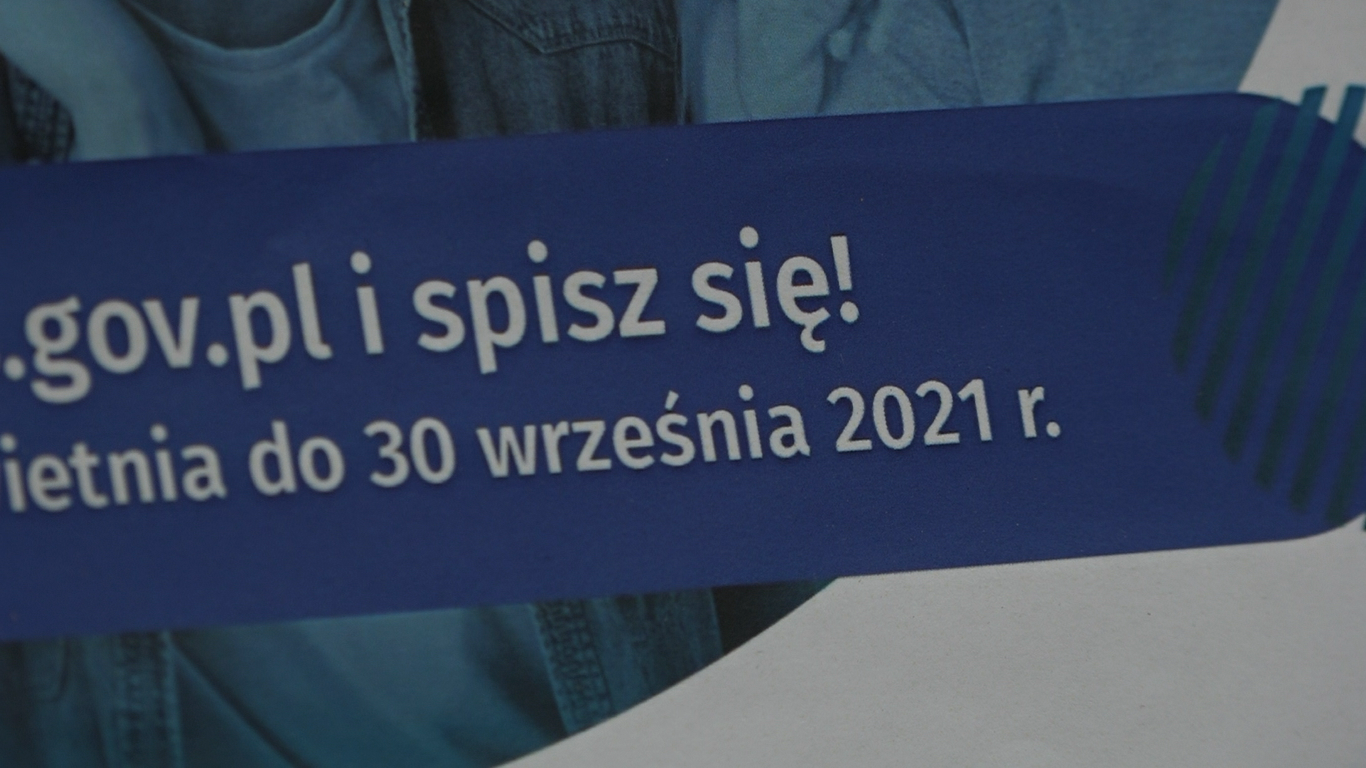 .gov.pl i spisz się!
ietnia do 30 września 2021 r.